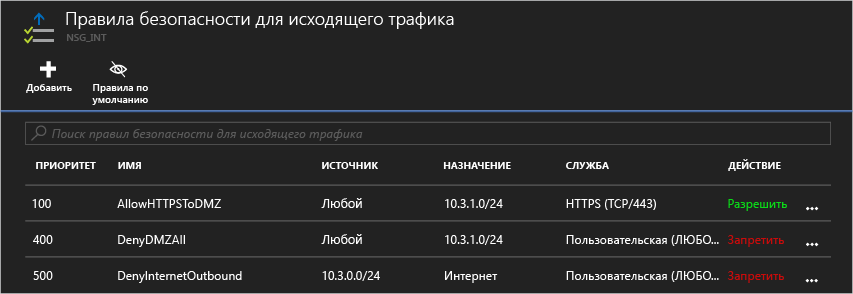 Правила безопасности для исходящего трафика
NSG_INT
Добавить
Правила по
умолчанию
Поиск правил безопасности для исходящего трафика
ПРИОРИТЕТ ИМЯ ИСТОЧНИК НАЗНАЧЕНИЕ СЛУЖБА ДЕЙСТВИЕ
100 AllowHTTPSToDMZ Любой 10.3.1.0/24 HTTPS (TCP/443) Разрешить ...
400 DenyDMZAll Любой 10.3.1.0/24 Пользовательская (ЛЮБО... Запретить ...
500 DenyInternetOutbound 10.3.0.0/24 Интернет Пользовательская (ЛЮБО... Запретить ...